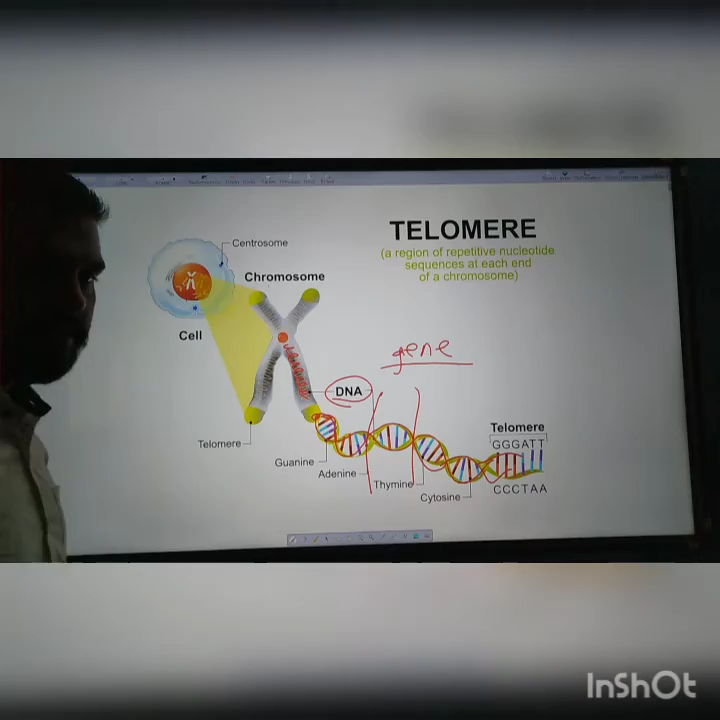 TELOMERE
(a region of repetitive nucleotide
sequences at each end
of a chromosome)
Centrosome
Chromosome
Cell
gene
DNA
Telomere
Telomere
GGGATT
Guanine
Adenine
Thymine
Cytosine
CCCTAA
InShOt